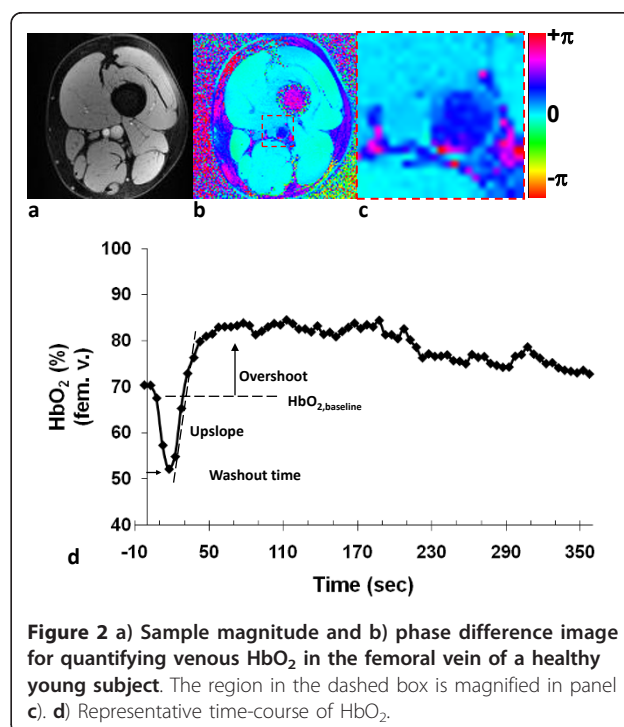 +π
0
-π
a
b
c
100
90
80
70
60
50
40
HbO2 (%)
(fem. v.)
Overshoot
HbO2,baseline
Upslope
Washout time
d
-10
50
110
170
230
290
350
Time (sec)
Figure 2 a) Sample magnitude and b) phase difference image
for quantifying venous HbO2 in the femoral vein of a healthy
young subject. The region in the dashed box is magnified in panel
c). d) Representative time-course of HbO2.